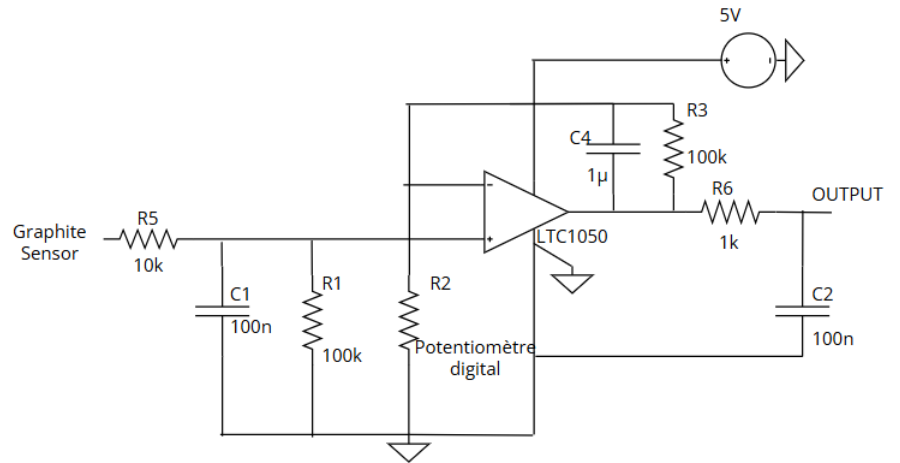 5V
+
-
C4
R3
1µ
100k
R6
OUTPUT
1k
-
+
LTC1050
Graphite
Sensor
R5
10k
C1
100n
R1
100k
R2
Potentiomètre
digital
C2
100n